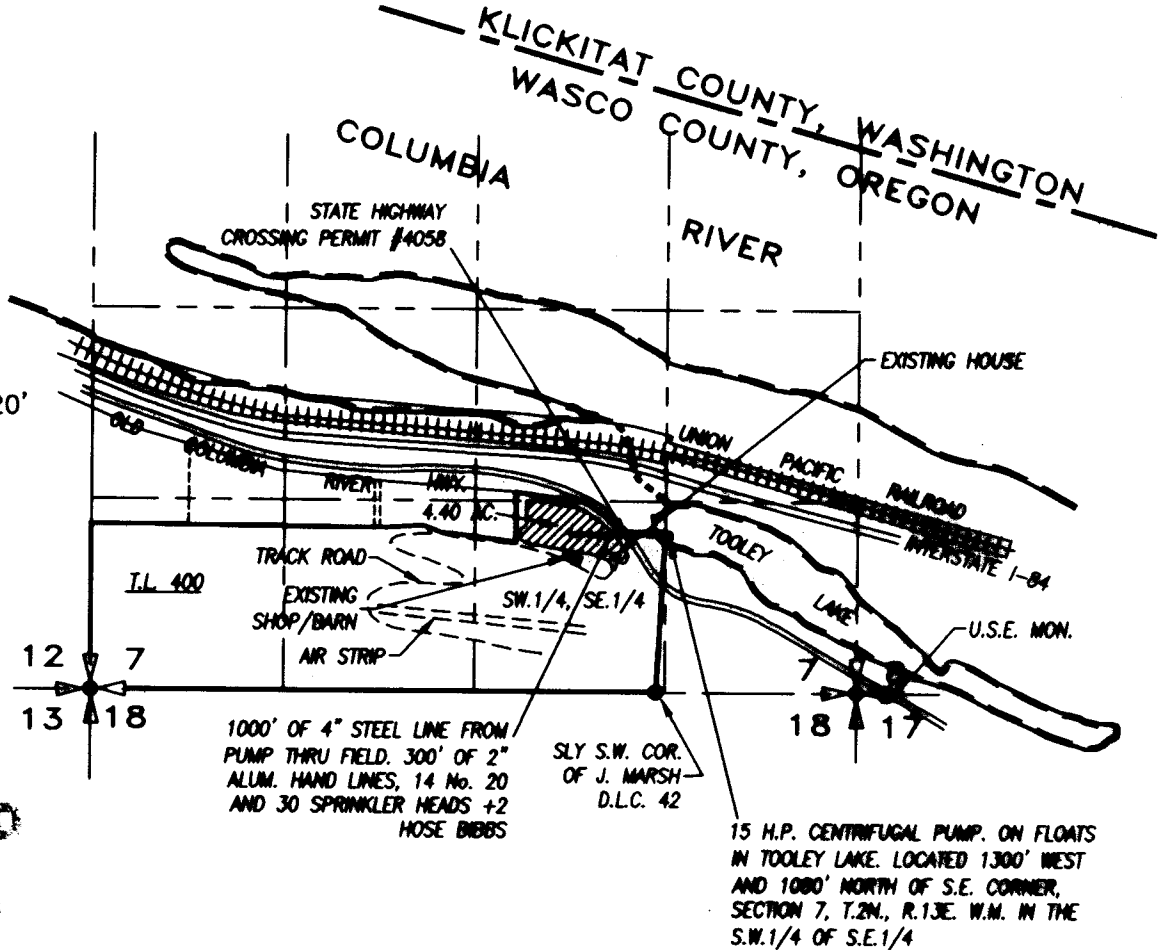 KLICKITAT COUNTY, WASHINGTON
WASCO COUNTY, OREGON
COLUMBIA
RIVER
STATE HIGHWAY
CROSSING PERMIT #4058
EXISTING HOUSE
20'
OLD COLUMBIA RIVER HWY.
UNION PACIFIC RAILROAD
INTERSTATE I-84
4.40 AC.
TOOLEY
LAKE
TRACK ROAD
T.L. 400
EXISTING
SHOP/BARN
SW.1/4, SE.1/4
AIR STRIP
U.S.E. MON.
12 7
13 18
7
18 17
1000' OF 4" STEEL LINE FROM
PUMP THRU FIELD. 300' OF 2"
ALUM. HAND LINES, 14 No. 20
AND 30 SPRINKLER HEADS +2
HOSE BIBBS
SLY S.W. COR.
OF J. MARSH
D.L.C. 42
15 H.P. CENTRIFUGAL PUMP. ON FLOATS
IN TOOLEY LAKE. LOCATED 1300' WEST
AND 1080' NORTH OF S.E. CORNER,
SECTION 7, T.2N., R.13E. W.M. IN THE
S.W.1/4 OF S.E.1/4